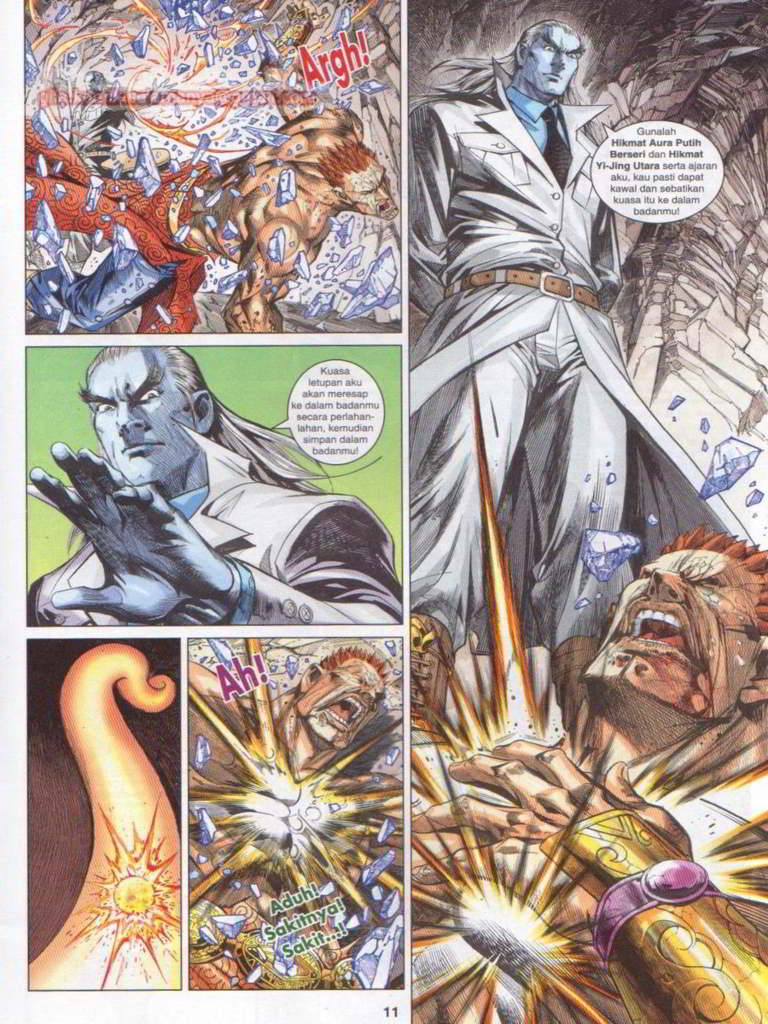 Argh!
Gunalah
Hikmat Aura Putih
Berseri dan Hikmat
Yi-Jing Utara serta ajaran
aku, kau pasti dapat
kawal dan sebatikan
kuasa itu ke dalam
badanmu!
Kuasa
letupan aku
akan meresap
ke dalam badanmu
secara perlahan-
lahan, kemudian
simpan dalam
badanmu!
Ah!
Aduh!
Sakitnya!
Sakit...!
11